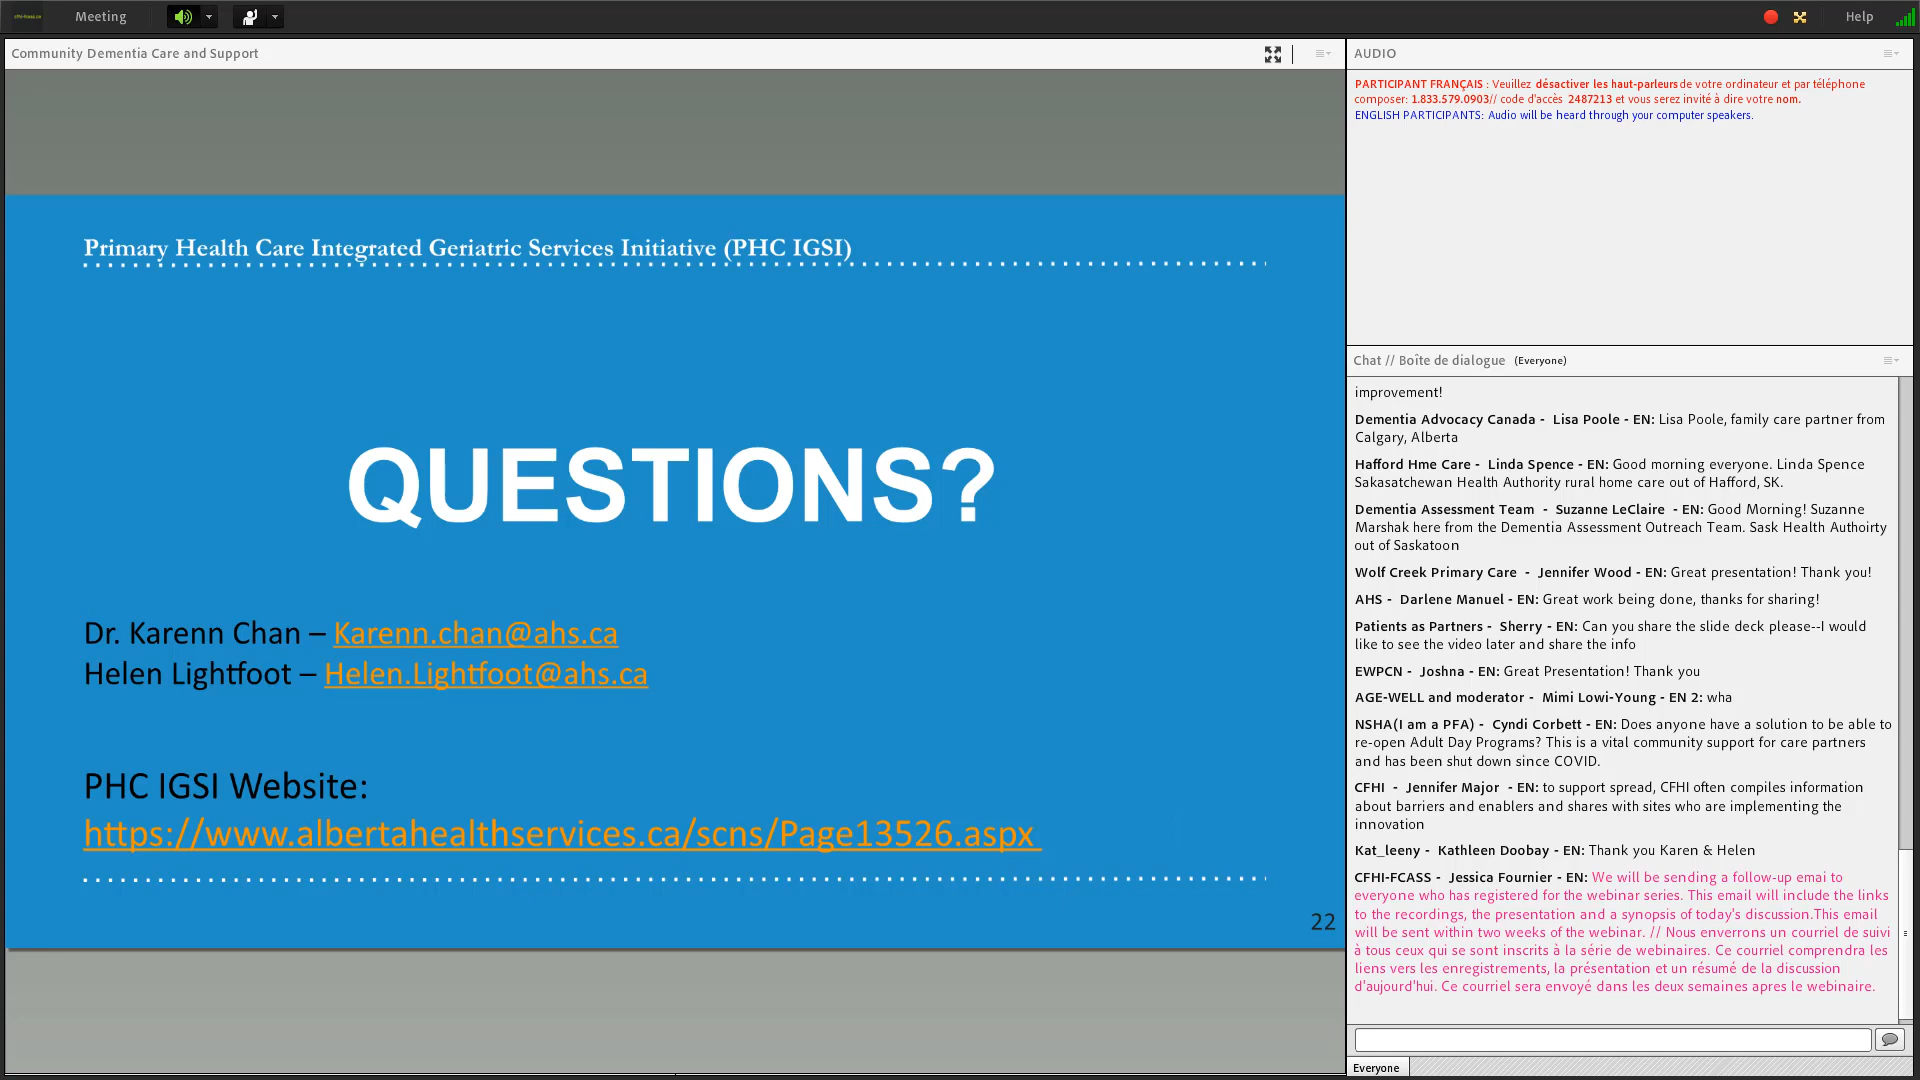 cfhi-fcass.ca
Meeting
Help
Community Dementia Care and Support
Primary Health Care Integrated Geriatric Services Initiative (PHC IGSI)
QUESTIONS?
Dr. Karenn Chan – Karenn.chan@ahs.ca
Helen Lightfoot – Helen.Lightfoot@ahs.ca
PHC IGSI Website:
https://www.albertahealthservices.ca/scns/Page13526.aspx
22
AUDIO
PARTICIPANT FRANÇAIS : Veuillez désactiver les haut-parleurs de votre ordinateur et par téléphone
composer: 1.833.579.0903// code d'accès 2487213 et vous serez invité à dire votre nom.
ENGLISH PARTICIPANTS: Audio will be heard through your computer speakers.
Chat // Boîte de dialogue (Everyone)
improvement!
Dementia Advocacy Canada - Lisa Poole - EN: Lisa Poole, family care partner from
Calgary, Alberta
Hafford Hme Care - Linda Spence - EN: Good morning everyone. Linda Spence
Sakasatchewan Health Authority rural home care out of Hafford, SK.
Dementia Assessment Team - Suzanne LeClaire - EN: Good Morning! Suzanne
Marshak here from the Dementia Assessment Outreach Team. Sask Health Authoirty
out of Saskatoon
Wolf Creek Primary Care - Jennifer Wood - EN: Great presentation! Thank you!
AHS - Darlene Manuel - EN: Great work being done, thanks for sharing!
Patients as Partners - Sherry - EN: Can you share the slide deck please--I would
like to see the video later and share the info
EWPCN - Joshna - EN: Great Presentation! Thank you
AGE-WELL and moderator - Mimi Lowi-Young - EN 2: wha
NSHA(I am a PFA) - Cyndi Corbett - EN: Does anyone have a solution to be able to
re-open Adult Day Programs? This is a vital community support for care partners
and has been shut down since COVID.
CFHI - Jennifer Major - EN: to support spread, CFHI often compiles information
about barriers and enablers and shares with sites who are implementing the
innovation
Kat_leeny - Kathleen Doobay - EN: Thank you Karen & Helen
CFHI-FCASS - Jessica Fournier - EN: We will be sending a follow-up emai to
everyone who has registered for the webinar series. This email will include the links
to the recordings, the presentation and a synopsis of today's discussion.This email
will be sent within two weeks of the webinar. // Nous enverrons un courriel de suivi
à tous ceux qui se sont inscrits à la série de webinaires. Ce courriel comprendra les
liens vers les enregistrements, la présentation et un résumé de la discussion
d'aujourd'hui. Ce courriel sera envoyé dans les deux semaines apres le webinaire.
Everyone